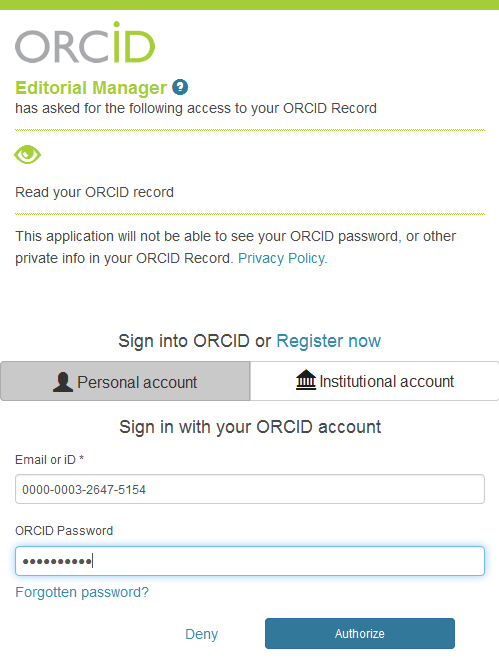 ORCiD
Editorial Manager ?
has asked for the following access to your ORCID Record
Read your ORCID record
This application will not be able to see your ORCID password, or other
private info in your ORCID Record. Privacy Policy.
Sign into ORCID or Register now
Personal account
Institutional account
Sign in with your ORCID account
Email or iD *
0000-0003-2647-5154
ORCID Password
●●●●●●●●●●
Forgotten password?
Deny
Authorize